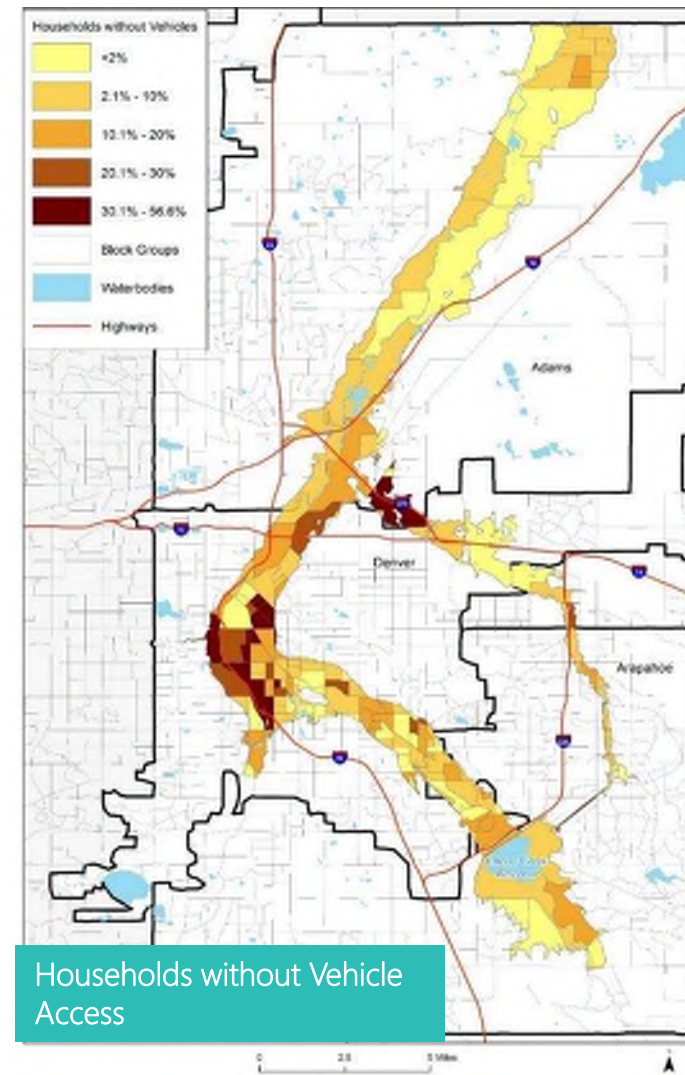 Households without Vehicles
<2%
2.1% - 10%
10.1% - 20%
20.1% - 30%
30.1% - 56.6%
Block Groups
Waterbodies
Highways
Adams
Denver
Arapahoe
Households without Vehicle
Access
0 2.5 5 Miles